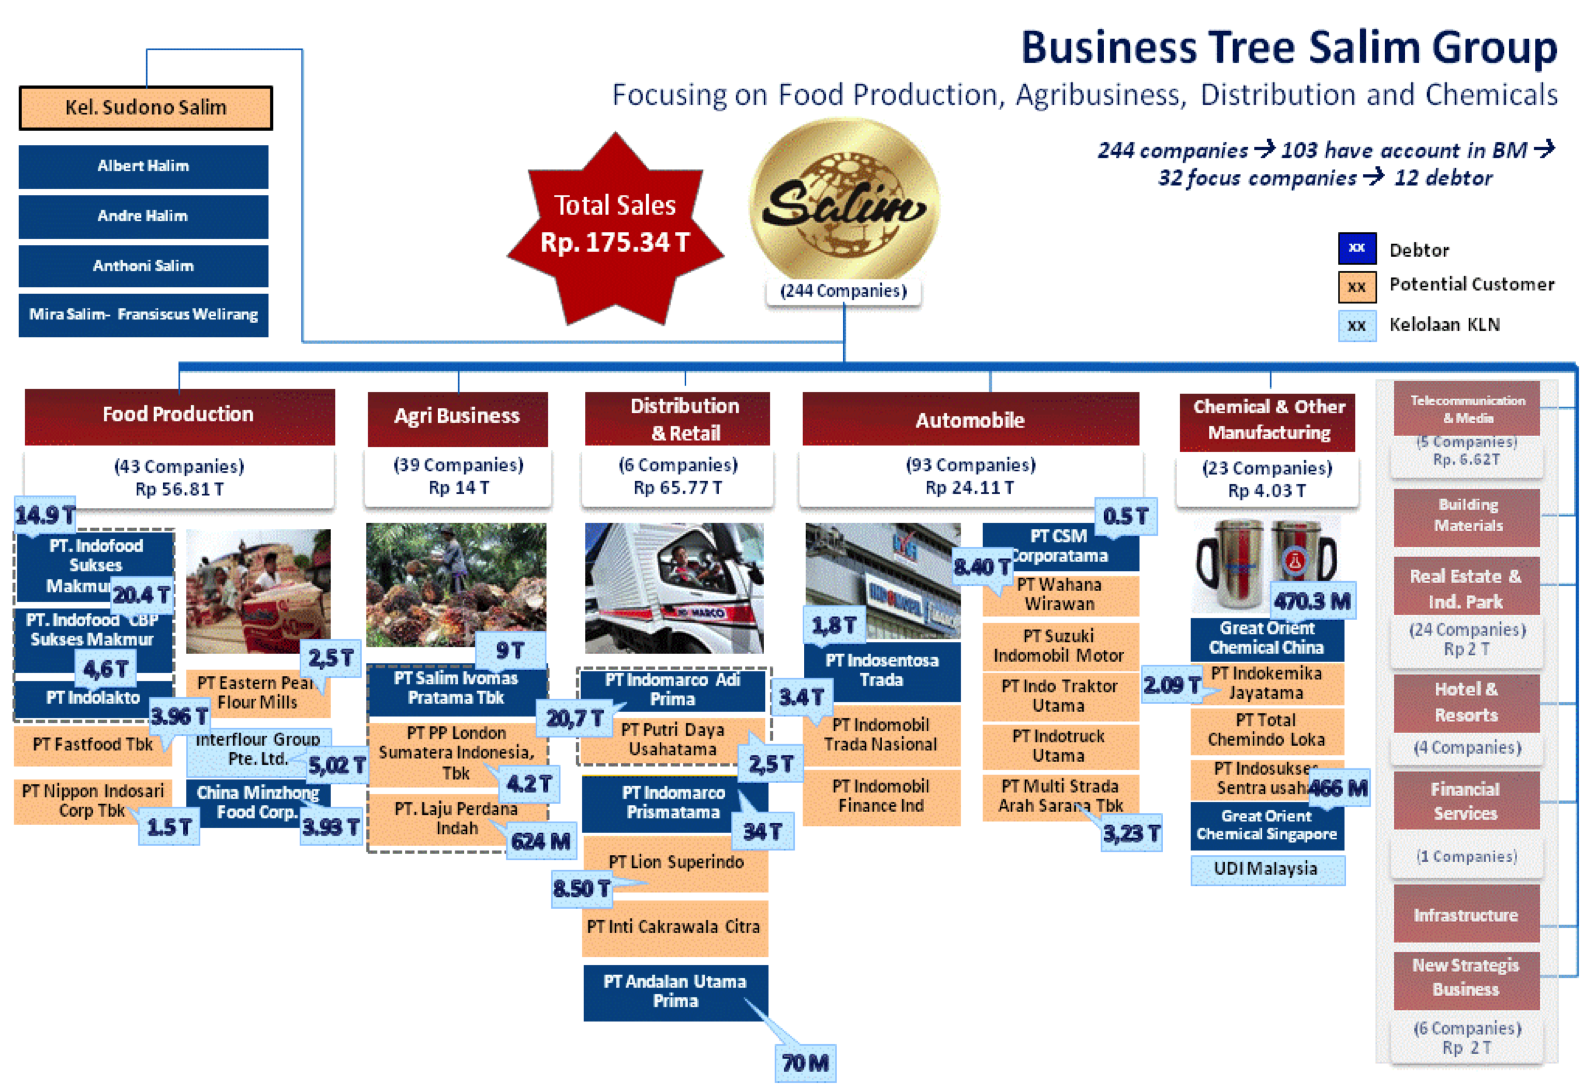 Business Tree Salim Group
Focusing on Food Production, Agribusiness, Distribution and Chemicals
244 companies → 103 have account in BM →
32 focus companies → 12 debtor
Kel. Sudono Salim
Albert Halim
Andre Halim
Anthoni Salim
Mira Salim- Fransiscus Welirang
Total Sales
Rp. 175.34 T
Salim
(244 Companies)
xx Debtor
xx Potential Customer
xx Kelolaan KLN
Food Production
(43 Companies)
Rp 56.81 T
14.9 T
PT. Indofood
Sukses
Makmur
20.4 T
PT. Indofood CBP
Sukses Makmur
4,6 T
PT Indolakto
3.96 T
PT Fastfood Tbk
PT Nippon Indosari
Corp Tbk
1.5 T
2,5 T
PT Eastern Pearl
Flour Mills
Interflour Group
Pte. Ltd.
5,02 T
China Minzhong
Food Corp.
3.93 T
Agri Business
(39 Companies)
Rp 14 T
9 T
PT Salim Ivomas
Pratama Tbk
PT PP London
Sumatera Indonesia,
Tbk
4.2 T
PT. Laju Perdana
Indah
624 M
Distribution
& Retail
(6 Companies)
Rp 65.77 T
INDOMARCO
PT Indomarco Adi
Prima
20,7 T
PT Putri Daya
Usahatama
2,5 T
PT Indomarco
Prismatama
34 T
PT Lion Superindo
8.50 T
PT Inti Cakrawala Citra
PT Andalan Utama
Prima
70 M
Automobile
(93 Companies)
Rp 24.11 T
INDOMOBIL
1,8 T
PT Indosentosa
Trada
3.4 T
PT Indomobil
Trada Nasional
PT Indomobil
Finance Ind
0.5 T
PT CSM
Corporatama
8.40 T
PT Wahana
Wirawan
PT Suzuki
Indomobil Motor
PT Indo Traktor
Utama
PT Indotruck
Utama
PT Multi Strada
Arah Sarana Tbk
3,23 T
Chemical & Other
Manufacturing
(23 Companies)
Rp 4.03 T
470.3 M
Great Orient
Chemical China
2.09 T
PT Indokemika
Jayatama
PT Total
Chemindo Loka
PT Indosukses
Sentra usaha
466 M
Great Orient
Chemical Singapore
UDI Malaysia
Telecommunication
& Media
(5 Companies)
Rp. 6.62T
Building
Materials
Real Estate &
Ind. Park
(24 Companies)
Rp 2 T
Hotel &
Resorts
(4 Companies)
Financial
Services
(1 Companies)
Infrastructure
New Strategis
Business
(6 Companies)
Rp 2 T